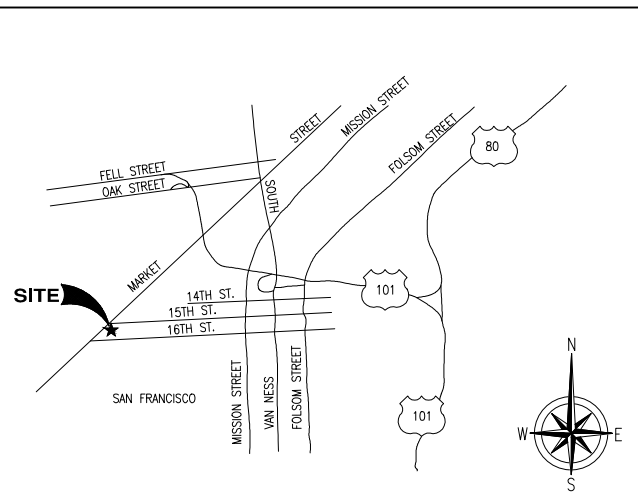 MISSION STREET
STREET
FOLSOM STREET
80
FELL STREET
OAK STREET
SOUTH
MARKET
SITE
14TH ST.
15TH ST.
16TH ST.
101
SAN FRANCISCO
MISSION STREET
VAN NESS
FOLSOM STREET
101
N
W
E
S